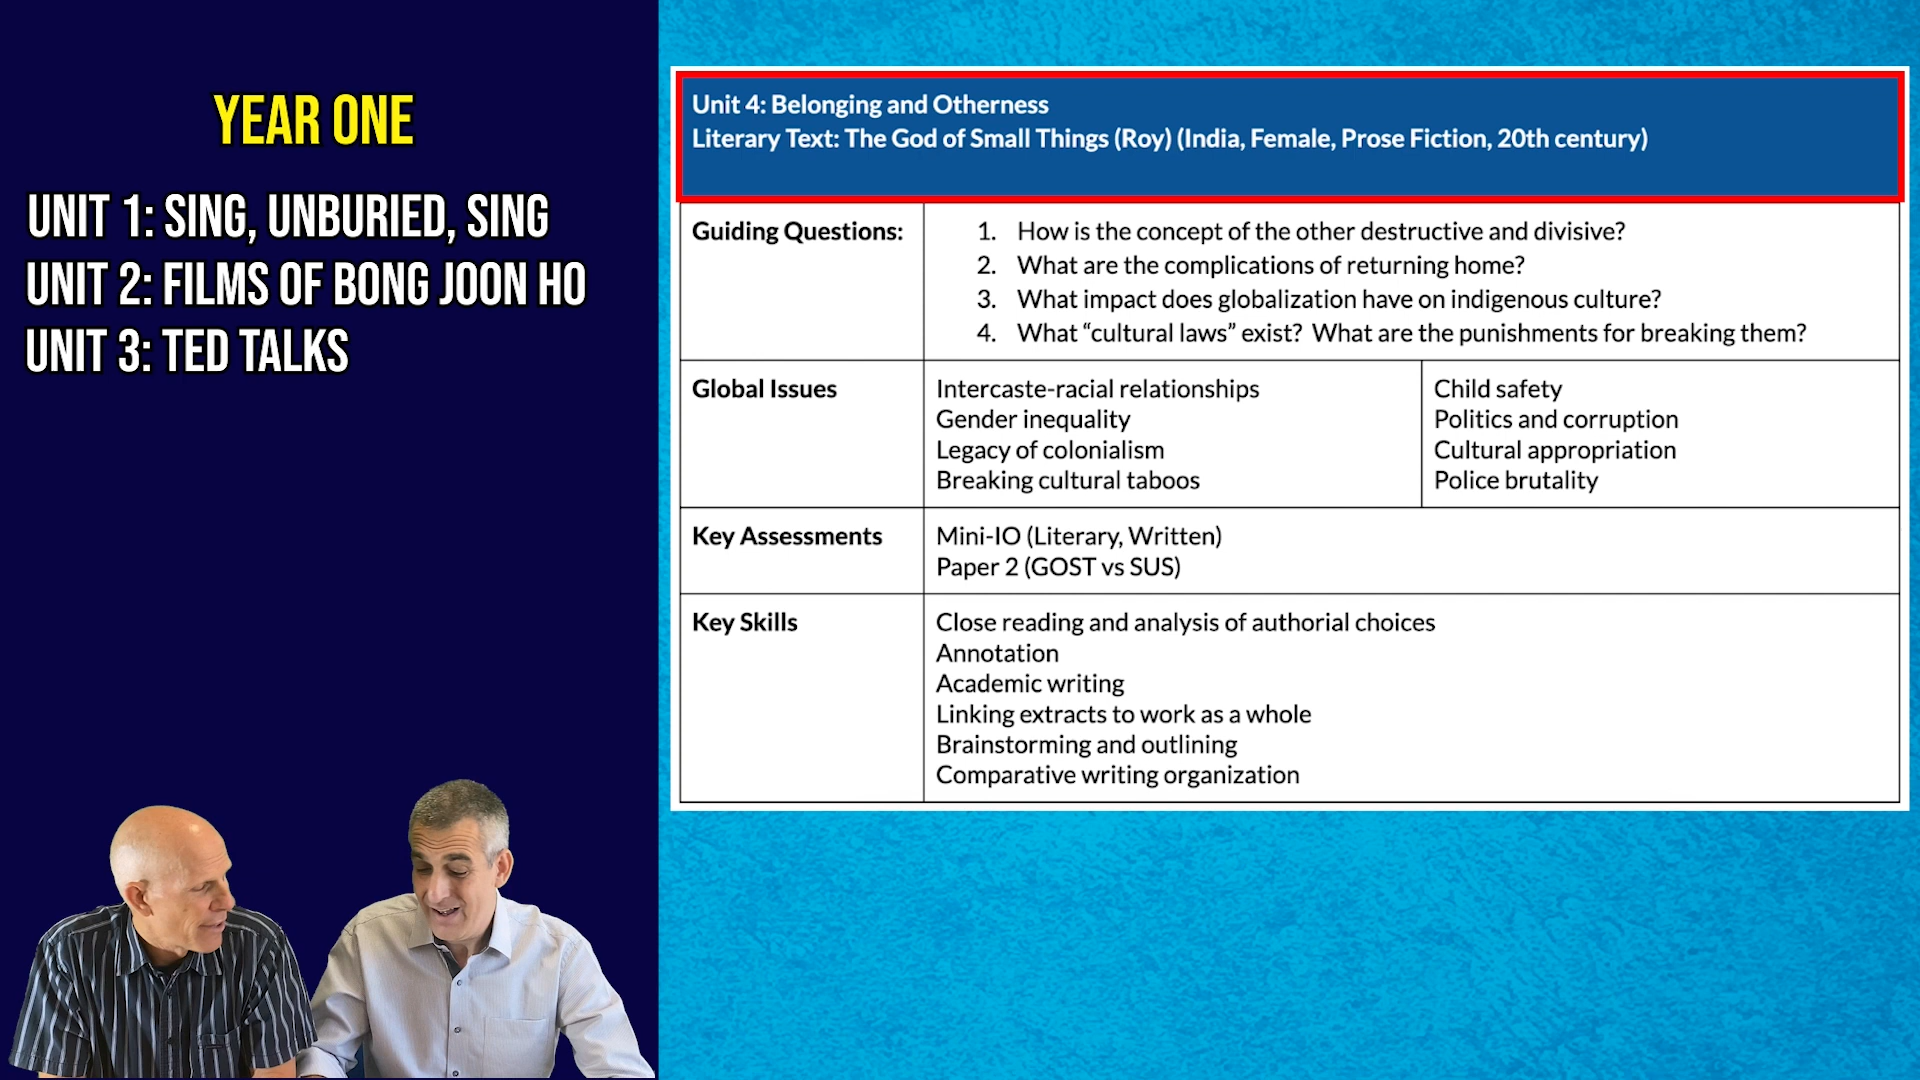 YEAR ONE
UNIT 1: SING, UNBURIED, SING
UNIT 2: FILMS OF BONG JOON HO
UNIT 3: TED TALKS
Unit 4: Belonging and Otherness
Literary Text: The God of Small Things (Roy) (India, Female, Prose Fiction, 20th century)
Guiding Questions:
1. How is the concept of the other destructive and divisive?
2. What are the complications of returning home?
3. What impact does globalization have on indigenous culture?
4. What “cultural laws” exist? What are the punishments for breaking them?
Global Issues
Intercaste-racial relationships
Gender inequality
Legacy of colonialism
Breaking cultural taboos
Child safety
Politics and corruption
Cultural appropriation
Police brutality
Key Assessments
Mini-IO (Literary, Written)
Paper 2 (GOST vs SUS)
Key Skills
Close reading and analysis of authorial choices
Annotation
Academic writing
Linking extracts to work as a whole
Brainstorming and outlining
Comparative writing organization